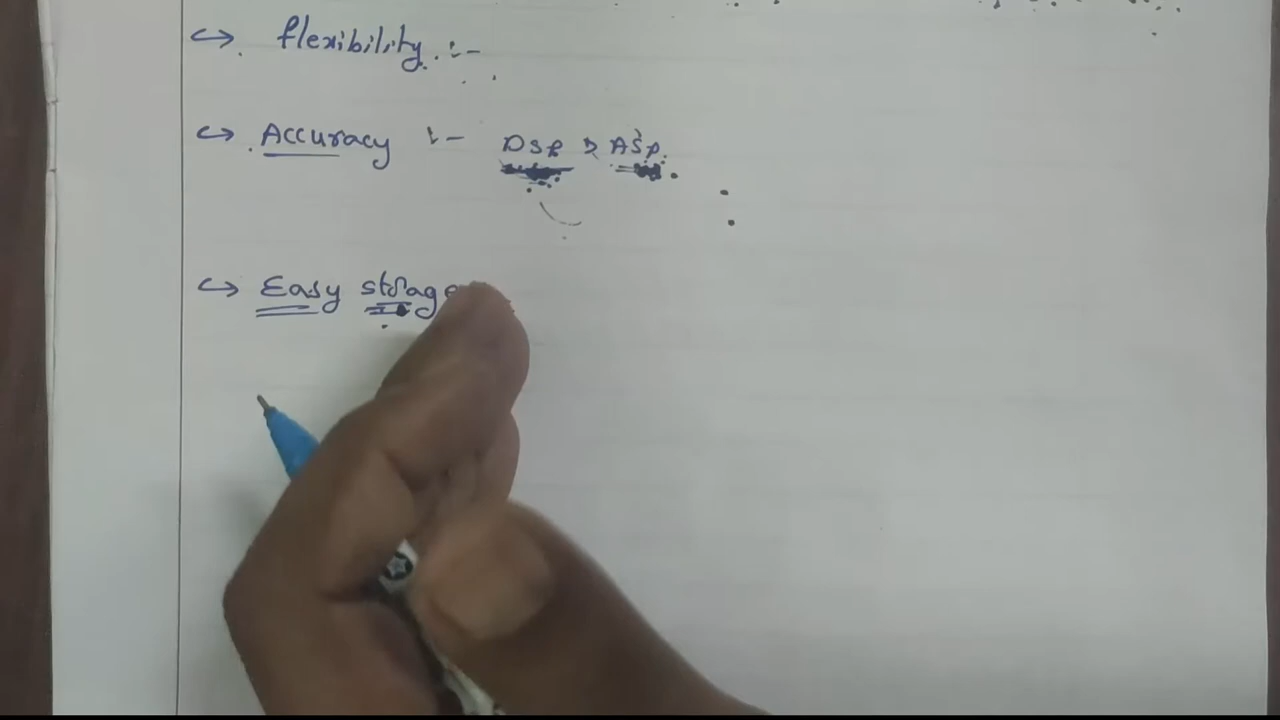 ↪ flexibility :-
↪ Accuracy :- DSP > ASP.
↪ Easy storage